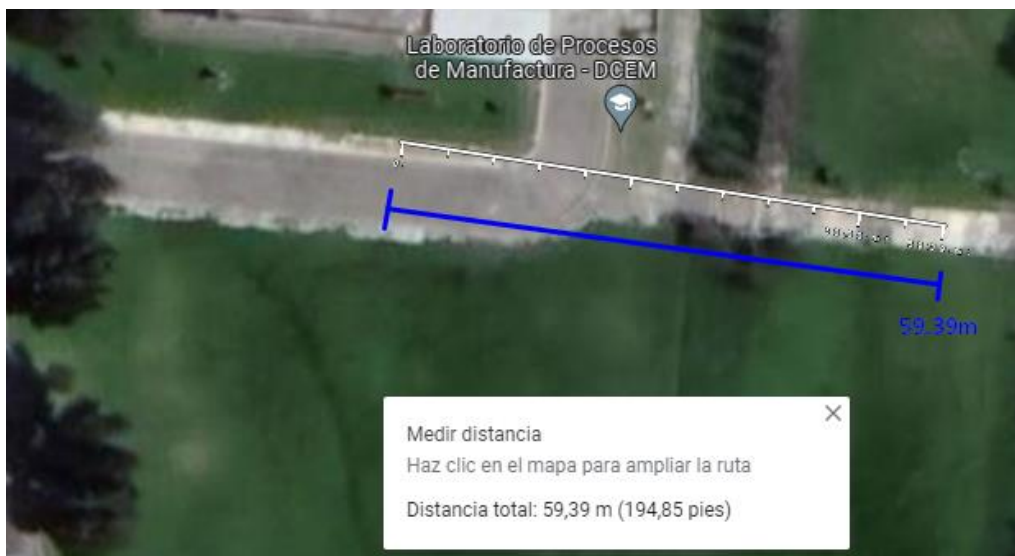 Laboratorio de Procesos
de Manufactura - DCEM
59.39m
Medir distancia
Haz clic en el mapa para ampliar la ruta
Distancia total: 59,39 m (194,85 pies)